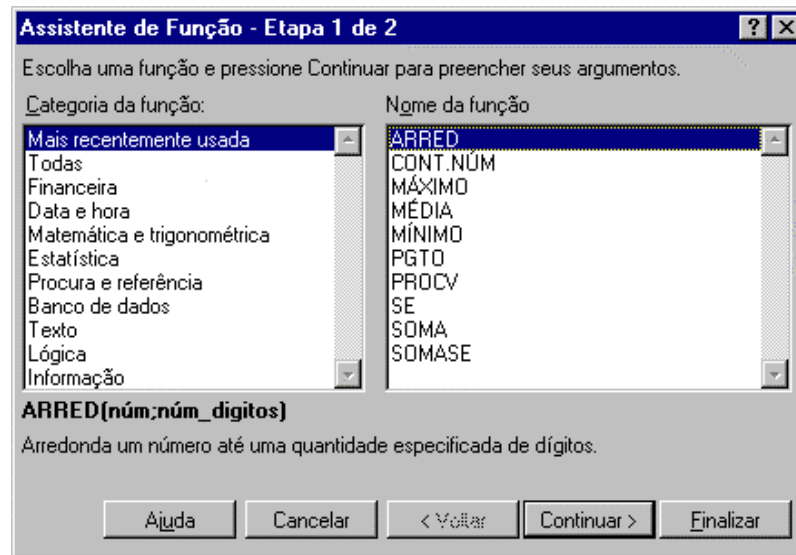 Assistente de Função - Etapa 1 de 2
Escolha uma função e pressione Continuar para preencher seus argumentos.
Categoria da função:
Mais recentemente usada
Todas
Financeira
Data e hora
Matemática e trigonométrica
Estatística
Procura e referência
Banco de dados
Texto
Lógica
Informação
Nome da função
ARRED
CONT.NÚM
MÁXIMO
MÉDIA
MÍNIMO
PGTO
PROCV
SE
SOMA
SOMASE
ARRED(núm;núm_digitos)
Arredonda um número até uma quantidade especificada de dígitos.
Ajuda Cancelar < Voltar Continuar > Finalizar